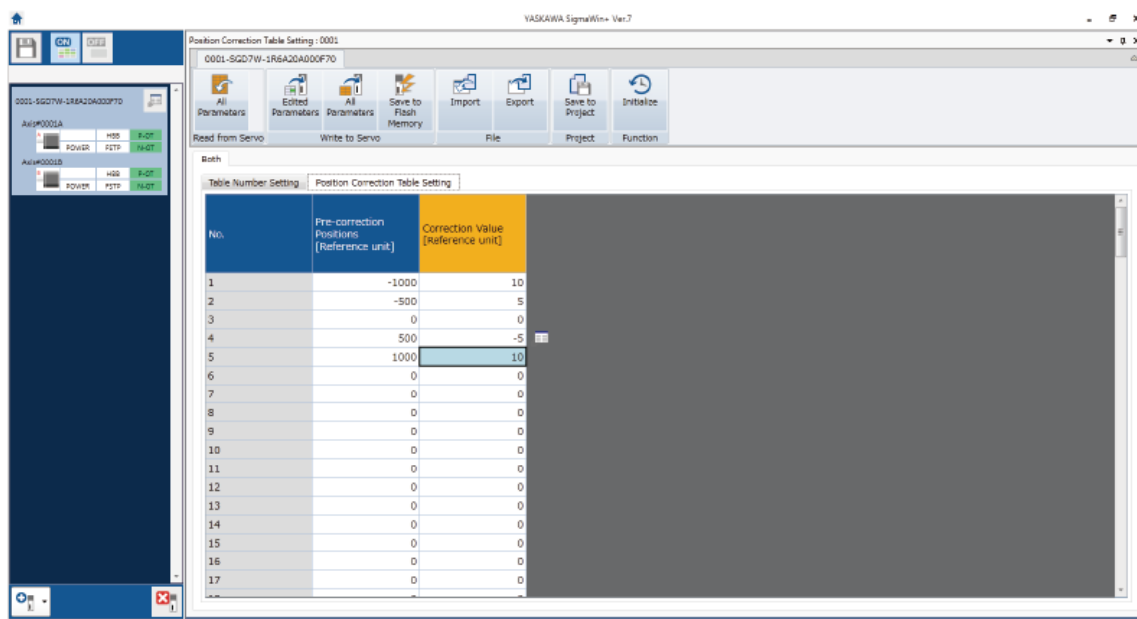 YASKAWA SigmaWin+ Ver.7
ON OFF
Position Correction Table Setting : 0001
0001-SGD7W-1R6A20A000F70
All Parameters
Edited Parameters
All Parameters
Save to Flash Memory
Import
Export
Save to Project
Initialize
Read from Servo
Write to Servo
File
Project
Function
0001-SGD7W-1R6A20A000F70
Axis#0001A
HBB P-OT
POWER FSTP N-OT
Axis#0001B
HBB P-OT
POWER FSTP N-OT
Both
Table Number Setting
Position Correction Table Setting
No.
Pre-correction Positions [Reference unit]
Correction Value [Reference unit]
1 -1000 10
2 -500 5
3 0 0
4 500 -5
5 1000 10
6 0 0
7 0 0
8 0 0
9 0 0
10 0 0
11 0 0
12 0 0
13 0 0
14 0 0
15 0 0
16 0 0
17 0 0